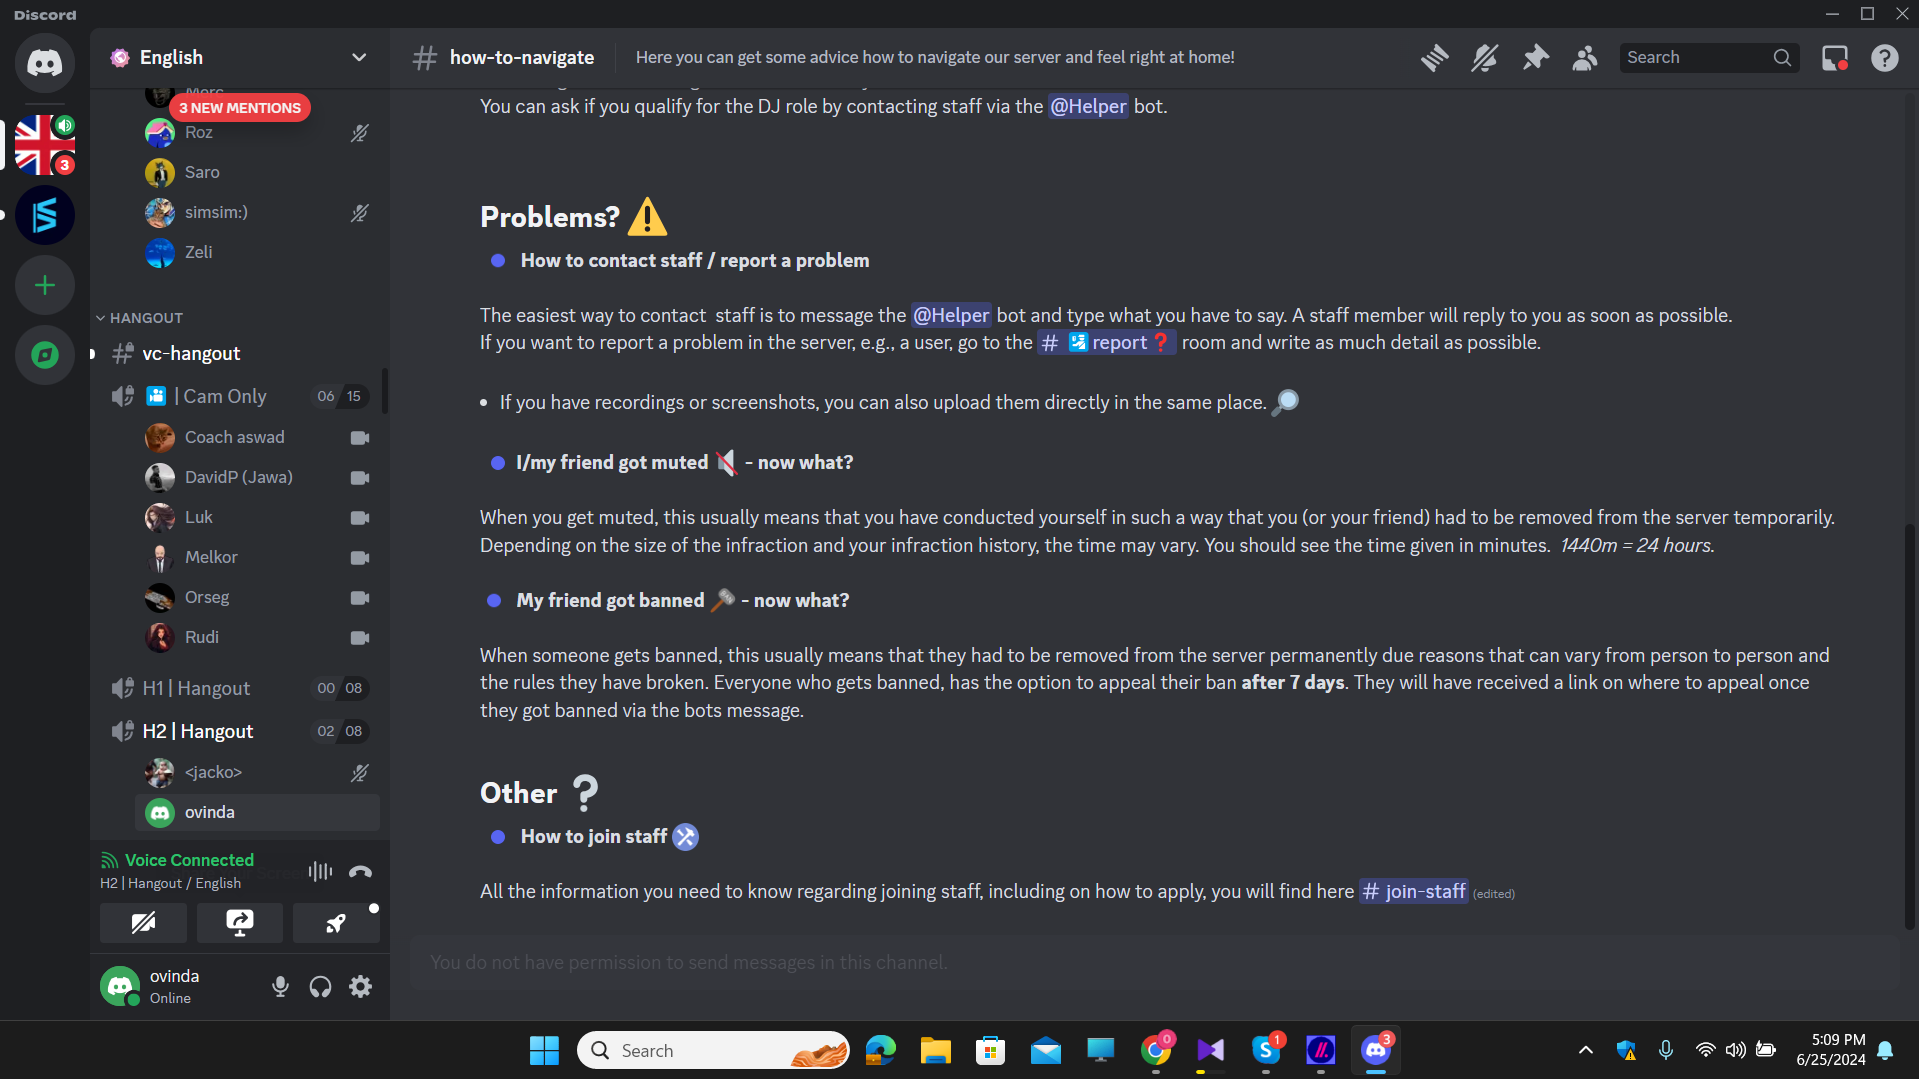 Discord
English
how-to-navigate
Here you can get some advice how to navigate our server and feel right at home!
Search
3 NEW MENTIONS
Roz
Saro
simsim:)
Zeli
3
HANGOUT
vc-hangout
| Cam Only 06 15
Coach aswad
DavidP (Jawa)
Luk
Melkor
Orseg
Rudi
H1 | Hangout 00 08
H2 | Hangout 02 08
<jacko>
ovinda
Voice Connected
H2 | Hangout / English
ovinda
Online
You can ask if you qualify for the DJ role by contacting staff via the @Helper bot.
Problems?
How to contact staff / report a problem
The easiest way to contact staff is to message the @Helper bot and type what you have to say. A staff member will reply to you as soon as possible.
If you want to report a problem in the server, e.g., a user, go to the # report room and write as much detail as possible.
• If you have recordings or screenshots, you can also upload them directly in the same place.
I/my friend got muted - now what?
When you get muted, this usually means that you have conducted yourself in such a way that you (or your friend) had to be removed from the server temporarily.
Depending on the size of the infraction and your infraction history, the time may vary. You should see the time given in minutes. 1440m = 24 hours.
My friend got banned - now what?
When someone gets banned, this usually means that they had to be removed from the server permanently due reasons that can vary from person to person and
the rules they have broken. Everyone who gets banned, has the option to appeal their ban after 7 days. They will have received a link on where to appeal once
they got banned via the bots message.
Other
How to join staff
All the information you need to know regarding joining staff, including on how to apply, you will find here # join-staff (edited)
You do not have permission to send messages in this channel.
Search
0
1
3
5:09 PM
6/25/2024